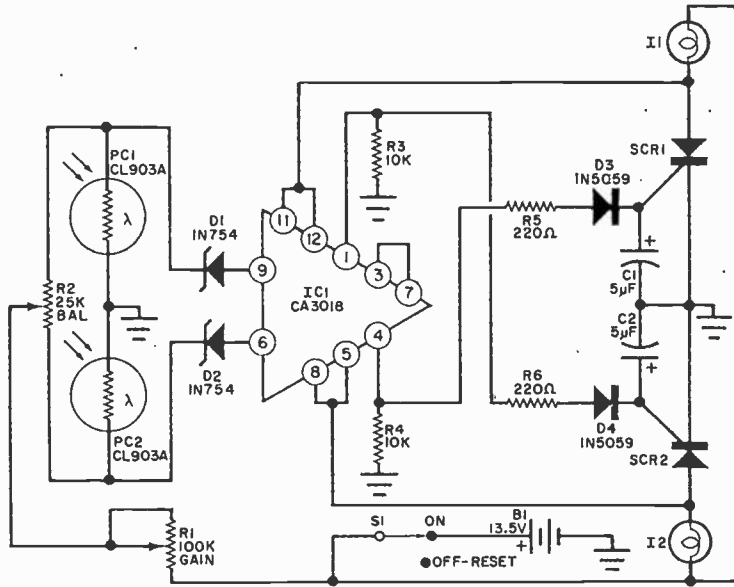 I1
PC1
CL903A
λ
R3
10K
SCR1
D3
1N5059
D1
1N754
11
12
1
3
7
9
R5
220Ω
+
C1
5µF
IC1
CA3018
R2
25K
BAL
C2
5µF
+
6
4
5
8
D2
1N754
λ
PC2
CL903A
R6
220Ω
D4
1N5059
R4
10K
SCR2
R1
100K
GAIN
S1
ON
B1
13.5V
+
OFF-RESET
I2